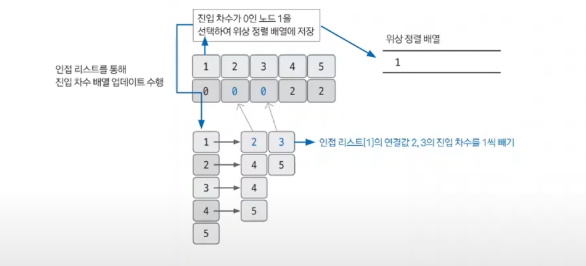 진입 차수가 0인 노드 1을
선택하여 위상 정렬 배열에 저장
위상 정렬 배열
1
인접 리스트를 통해
진입 차수 배열 업데이트 수행
1 2 3 4 5
0 0 0 2 2
1 2 3 인접 리스트[1]의 연결값 2, 3의 진입 차수를 1씩 빼기
2 4 5
3 4
4 5
5